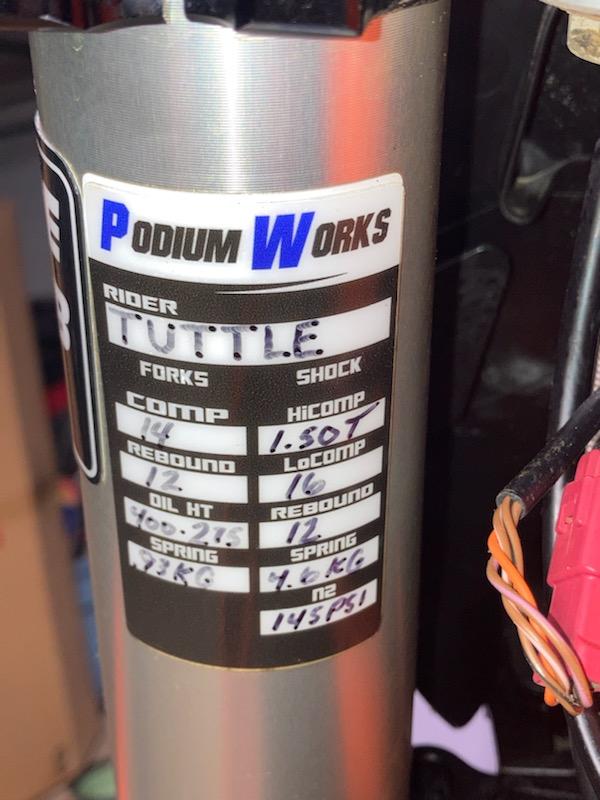 PODIUM WORKS
RIDER
TUTTLE
FORKS SHOCK
COMP HICOMP
14 1.50T
REBOUND LOCOMP
12 16
OIL HT REBOUND
400-275 12
SPRING SPRING
.93KG 4.6KG
N2
145PSI